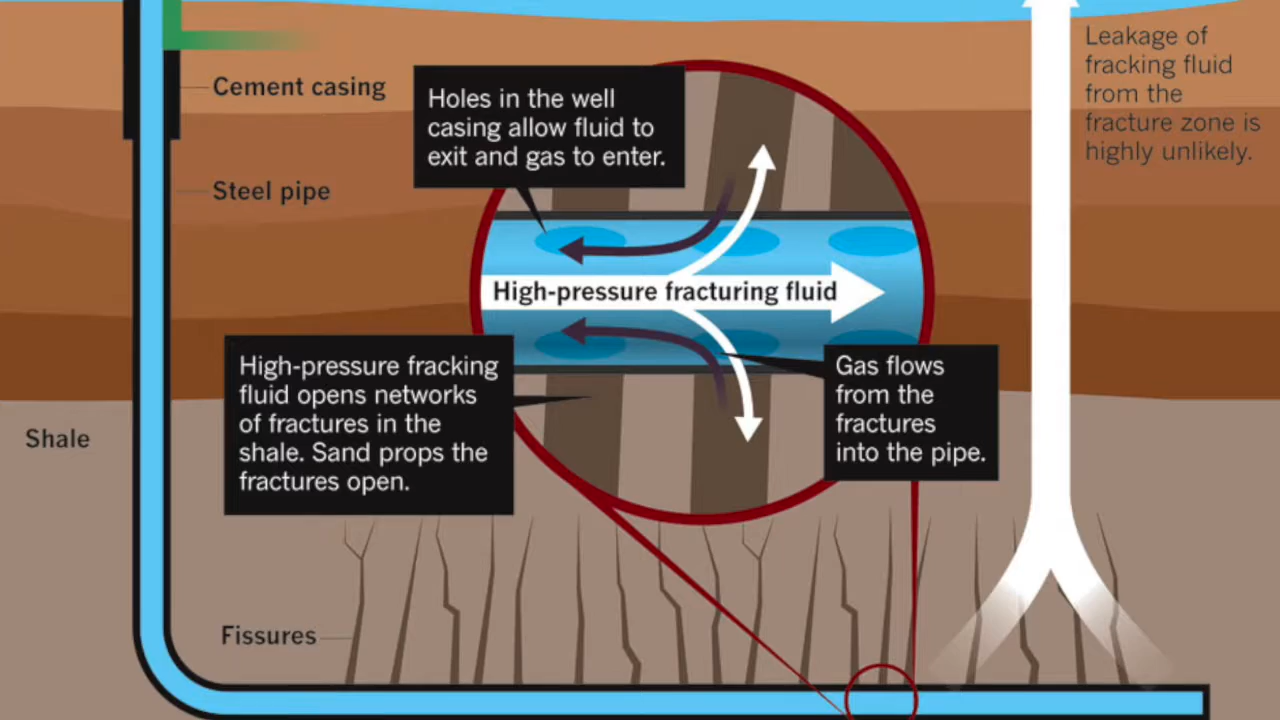 Leakage of
fracking fluid
from the
fracture zone is
highly unlikely.
Cement casing
Holes in the well
casing allow fluid to
exit and gas to enter.
Steel pipe
High-pressure fracturing fluid
High-pressure fracking
fluid opens networks
of fractures in the
shale. Sand props the
fractures open.
Gas flows
from the
fractures
into the pipe.
Shale
Fissures